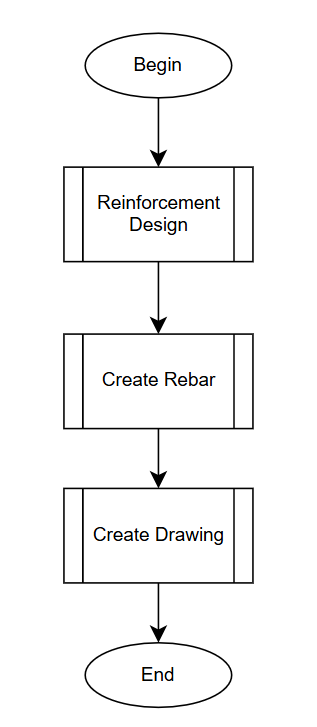 Begin
Reinforcement
Design
Create Rebar
Create Drawing
End